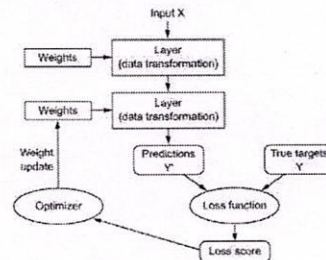 Input X
Layer
(data transformation)
Weights
Layer
(data transformation)
Weights
Weight
update
Predictions
Y'
True targets
Y
Optimizer
Loss function
Loss score